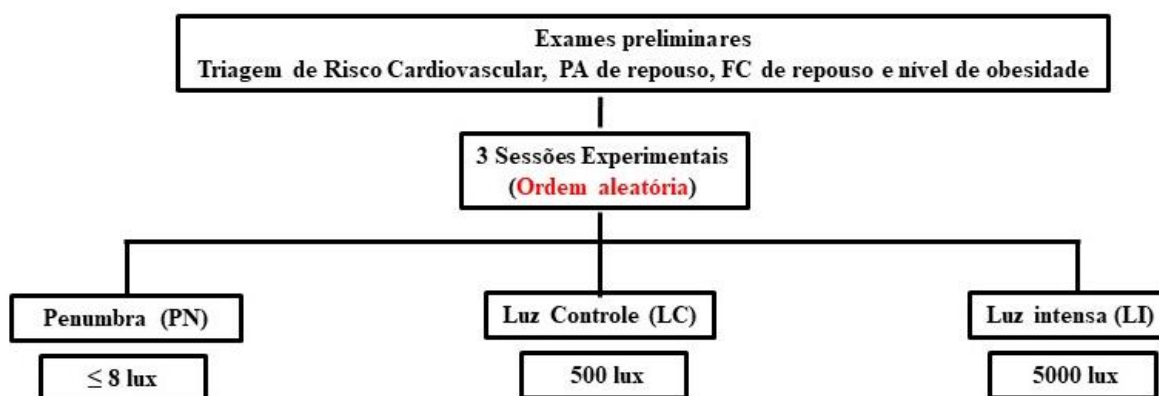 Exames preliminares
Triagem de Risco Cardiovascular, PA de repouso, FC de repouso e nível de obesidade
3 Sessões Experimentais
(Ordem aleatória)
Penumbra (PN)
Luz Controle (LC)
Luz intensa (LI)
≤ 8 lux
500 lux
5000 lux